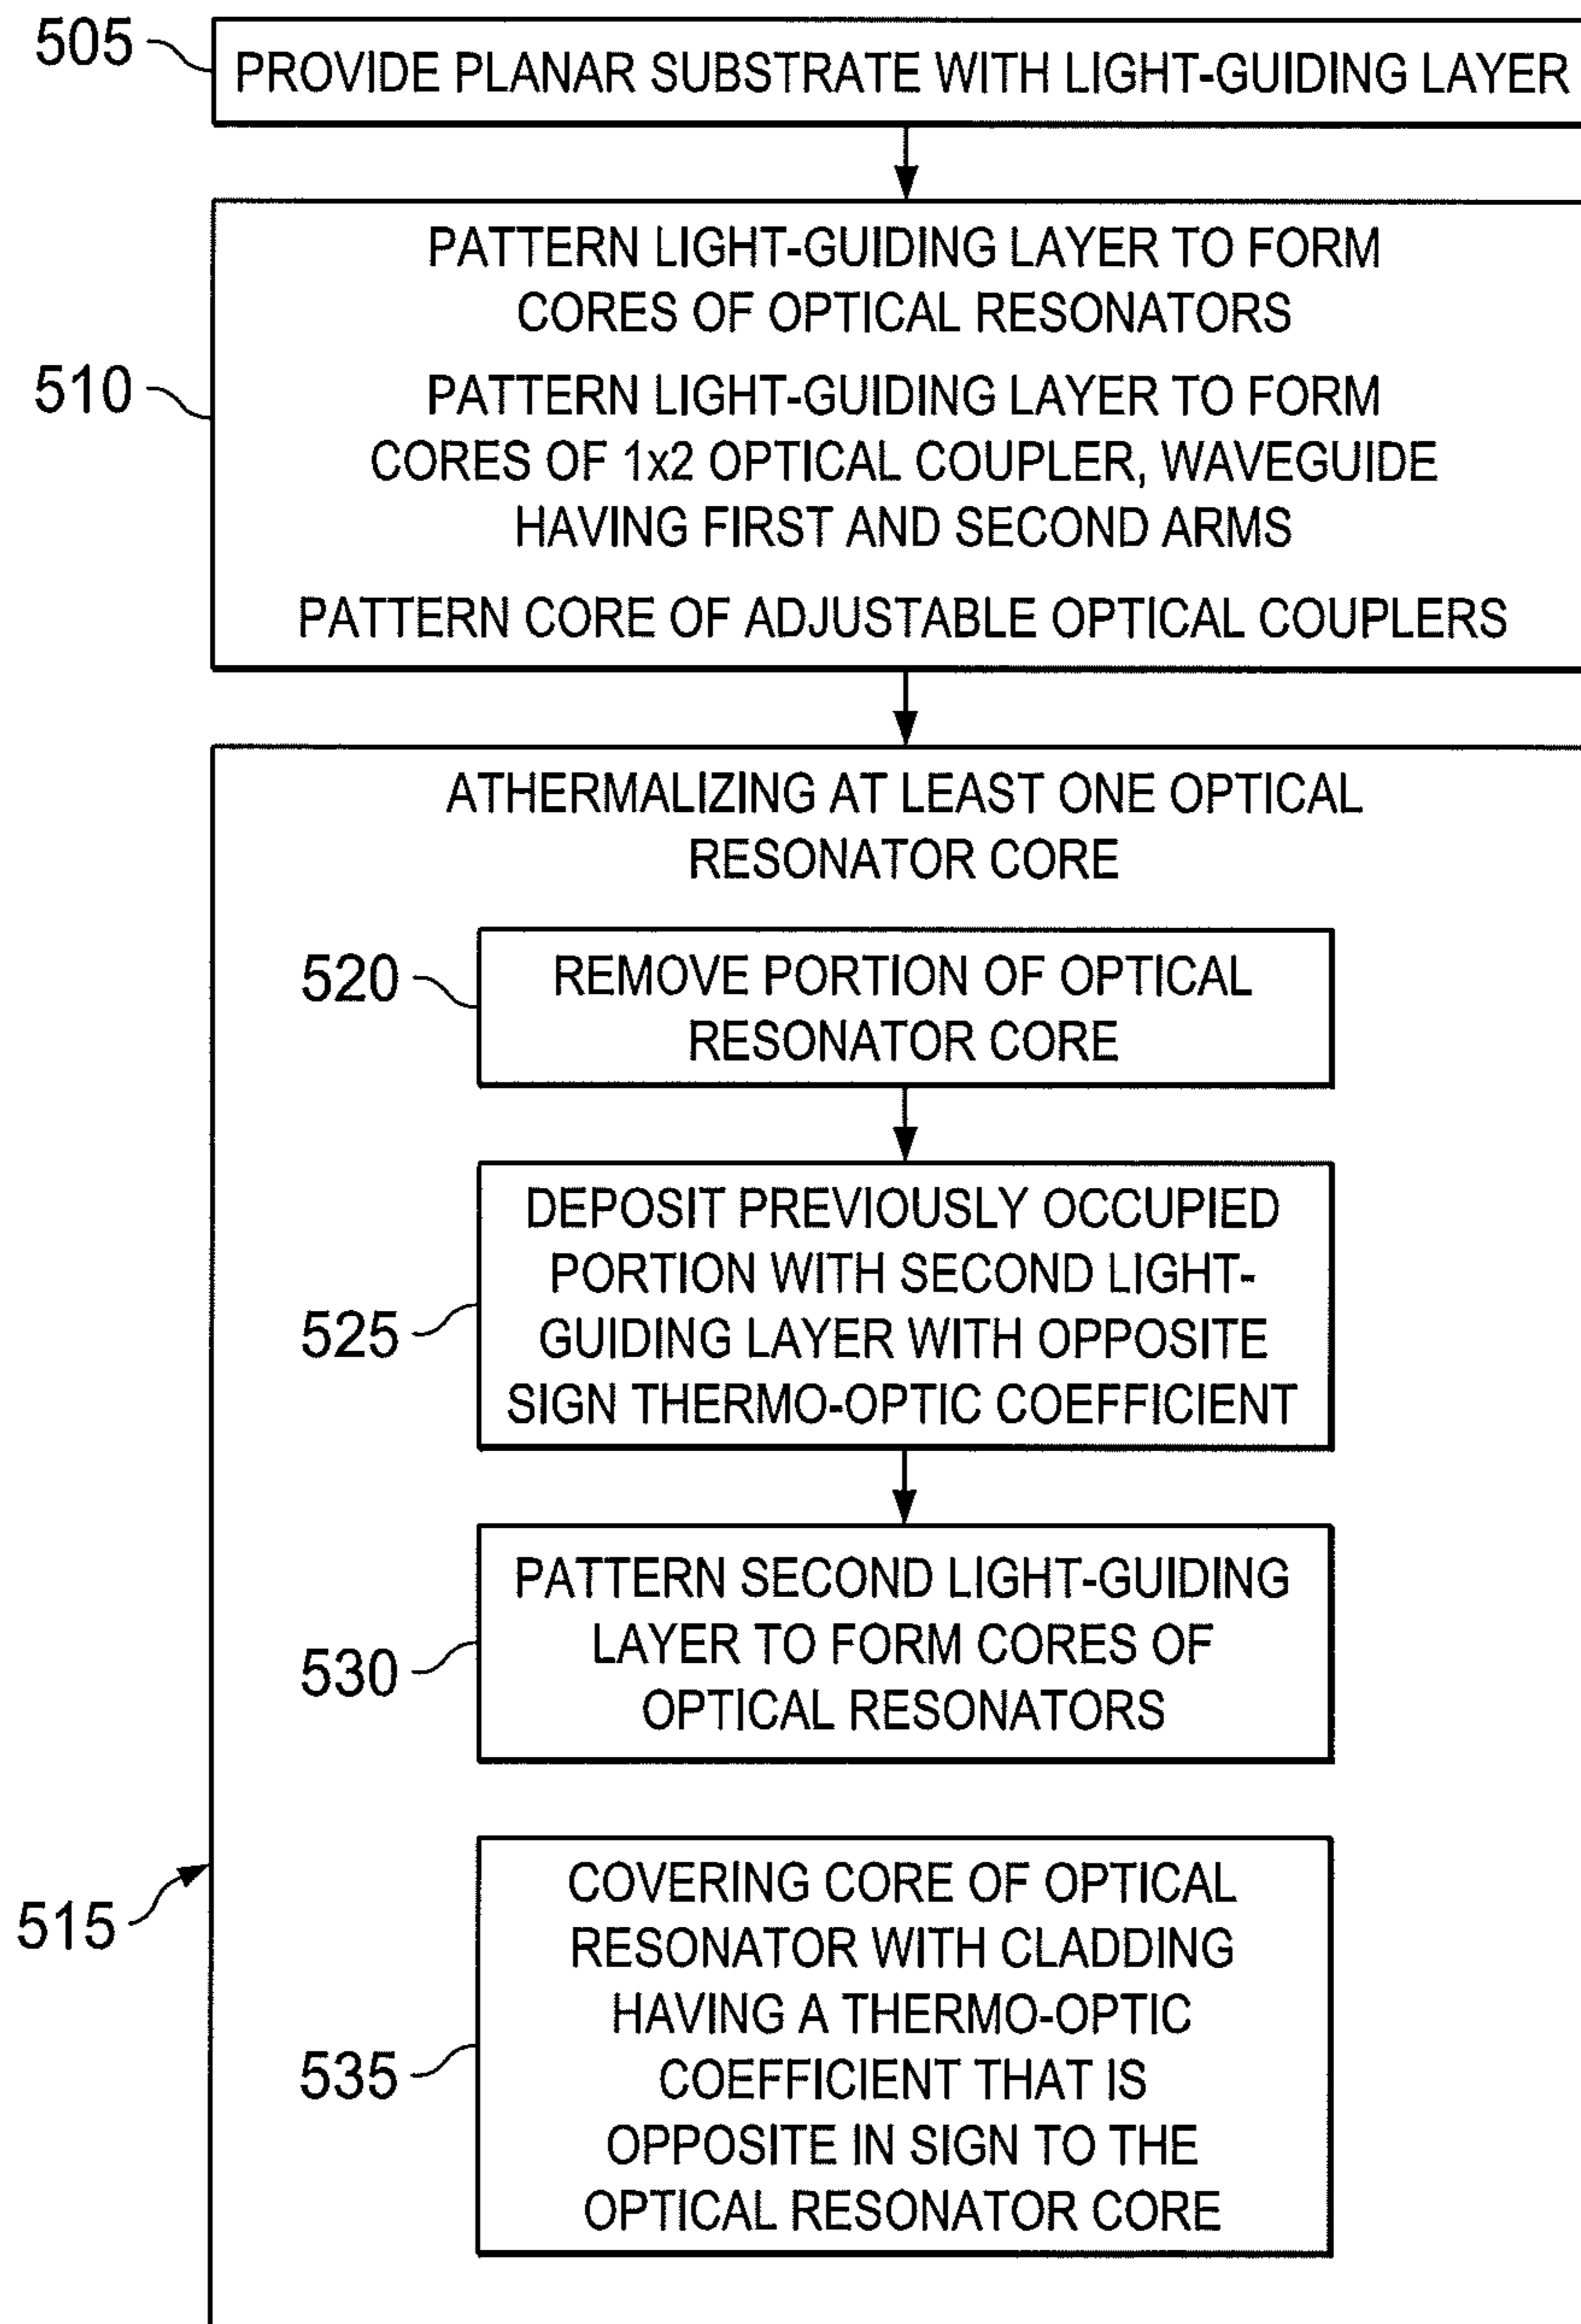 505
PROVIDE PLANAR SUBSTRATE WITH LIGHT-GUIDING LAYER
510
PATTERN LIGHT-GUIDING LAYER TO FORM
CORES OF OPTICAL RESONATORS
PATTERN LIGHT-GUIDING LAYER TO FORM
CORES OF 1x2 OPTICAL COUPLER, WAVEGUIDE
HAVING FIRST AND SECOND ARMS
PATTERN CORE OF ADJUSTABLE OPTICAL COUPLERS
515
ATHERMALIZING AT LEAST ONE OPTICAL
RESONATOR CORE
520
REMOVE PORTION OF OPTICAL
RESONATOR CORE
525
DEPOSIT PREVIOUSLY OCCUPIED
PORTION WITH SECOND LIGHT-
GUIDING LAYER WITH OPPOSITE
SIGN THERMO-OPTIC COEFFICIENT
530
PATTERN SECOND LIGHT-GUIDING
LAYER TO FORM CORES OF
OPTICAL RESONATORS
535
COVERING CORE OF OPTICAL
RESONATOR WITH CLADDING
HAVING A THERMO-OPTIC
COEFFICIENT THAT IS
OPPOSITE IN SIGN TO THE
OPTICAL RESONATOR CORE